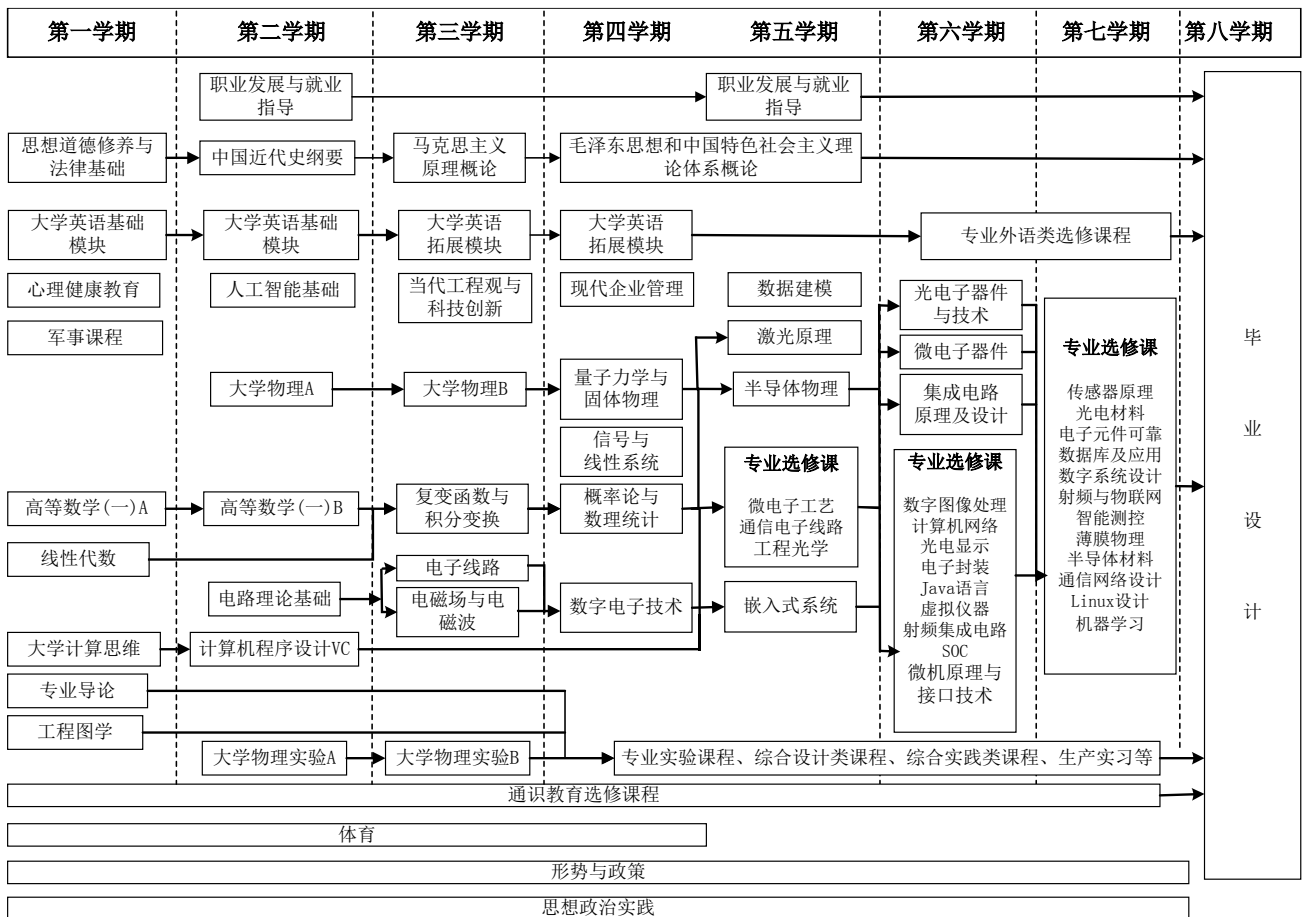 第一学期 第二学期 第三学期 第四学期 第五学期 第六学期 第七学期 第八学期
职业发展与就业
指导
职业发展与就业
指导
思想道德修养与
法律基础
中国近代史纲要
马克思主义
原理概论
毛泽东思想和中国特色社会主义理
论体系概论
大学英语基础
模块
大学英语基础
模块
大学英语
拓展模块
大学英语
拓展模块
专业外语类选修课程
心理健康教育
人工智能基础
当代工程观与
科技创新
现代企业管理
数据建模
光电子器件
与技术
军事课程
激光原理
微电子器件
大学物理A
大学物理B
量子力学与
固体物理
半导体物理
集成电路
原理及设计
信号与
线性系统
高等数学(一)A
高等数学(一)B
复变函数与
积分变换
概率论与
数理统计
专业选修课
微电子工艺
通信电子线路
工程光学
线性代数
电路理论基础
电子线路
电磁场与电
磁波
数字电子技术
嵌入式系统
专业选修课
数字图像处理
计算机网络
光电显示
电子封装
Java语言
虚拟仪器
射频集成电路
SOC
微机原理与
接口技术
专业选修课
传感器原理
光电材料
电子元件可靠
数据库及应用
数字系统设计
射频与物联网
智能测控
薄膜物理
半导体材料
通信网络设计
Linux设计
机器学习
毕
业
设
计
大学计算思维
计算机程序设计VC
专业导论
工程图学
大学物理实验A
大学物理实验B
专业实验课程、综合设计类课程、综合实践类课程、生产实习等
通识教育选修课程
体育
形势与政策
思想政治实践